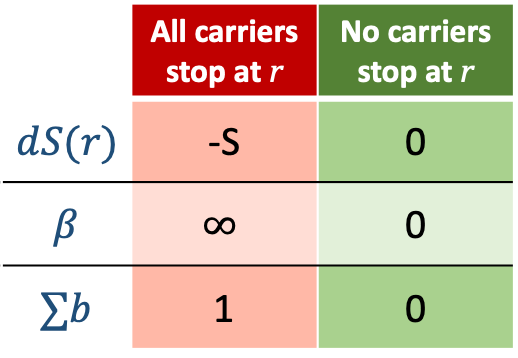 All carriers No carriers
stop at r stop at r
dS(r) -S 0
β ∞ 0
∑b 1 0